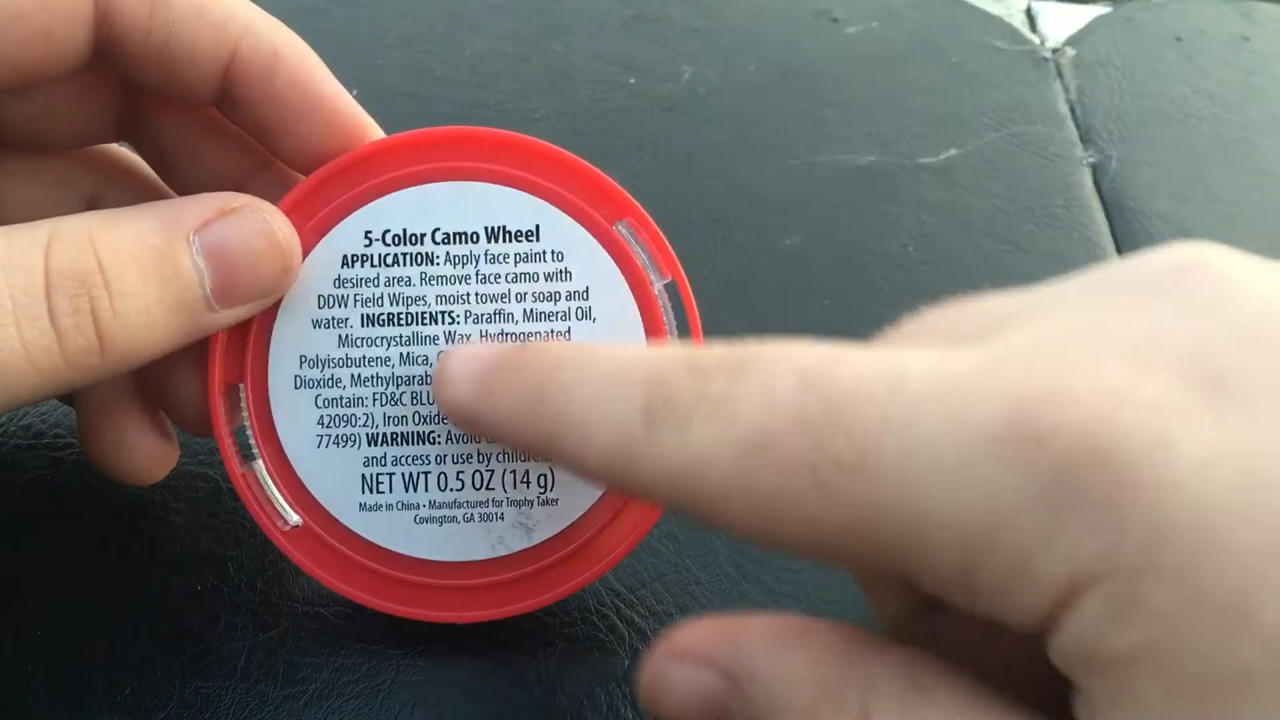 5-Color Camo Wheel
APPLICATION: Apply face paint to
desired area. Remove face camo with
DDW Field Wipes, moist towel or soap and
water. INGREDIENTS: Paraffin, Mineral Oil,
Microcrystalline Wax, Hydrogenated
Polyisobutene, Mica,
Dioxide,
Contain: FD&C
42090:2), Iron Oxide
77499) WARNING: Avoid
and access or use by
NET WT 0.5 OZ (14 g)
Made in China • Manufactured for Trophy Taker
Covington, GA 30014